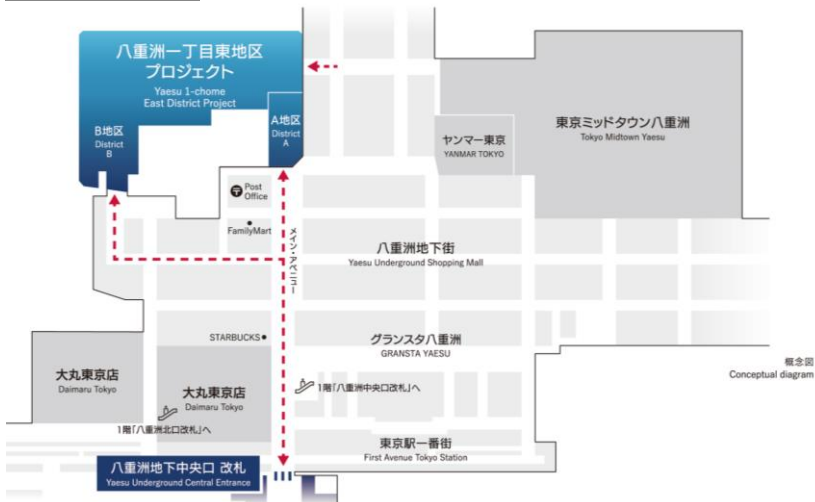 八重洲一丁目東地区
プロジェクト
Yaesu 1-chome
East District Project
A地区
District
A
B地区
District
B
ヤンマー東京
YANMAR TOKYO
東京ミッドタウン八重洲
Tokyo Midtown Yaesu
Post
Office
FamilyMart
メイン・アベニュー
八重洲地下街
Yaesu Underground Shopping Mall
STARBUCKS
グランスタ八重洲
GRANSTA YAESU
概念図
Conceptual diagram
大丸東京店
Daimaru Tokyo
大丸東京店
Daimaru Tokyo
1階「八重洲中央口改札」へ
1階「八重洲北口改札」へ
東京駅一番街
First Avenue Tokyo Station
八重洲地下中央口 改札
Yaesu Underground Central Entrance